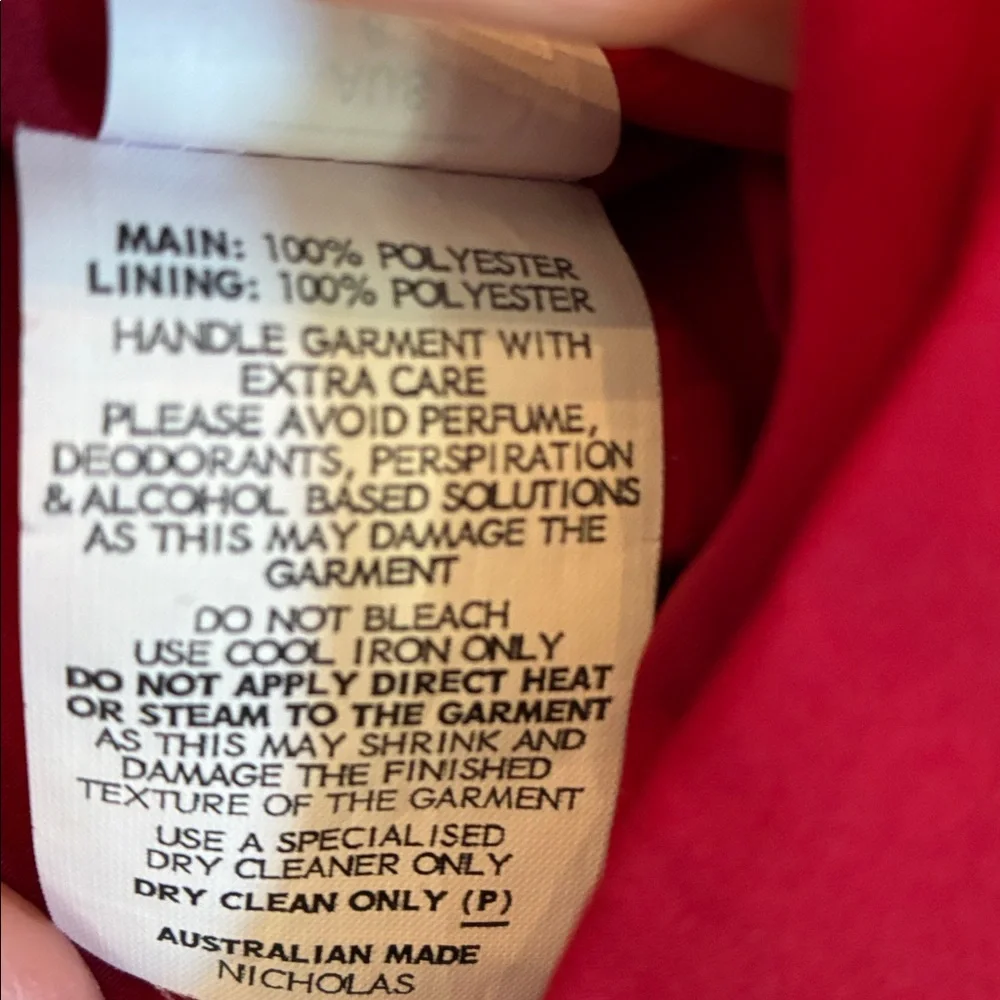 MAIN: 100% POLYESTER
LINING: 100% POLYESTER
HANDLE GARMENT WITH
EXTRA CARE
PLEASE AVOID PERFUME,
DEODORANTS, PERSPIRATION
& ALCOHOL BASED SOLUTIONS
AS THIS MAY DAMAGE THE
GARMENT
DO NOT BLEACH
USE COOL IRON ONLY
DO NOT APPLY DIRECT HEAT
OR STEAM TO THE GARMENT
AS THIS MAY SHRINK AND
DAMAGE THE FINISHED
TEXTURE OF THE GARMENT
USE A SPECIALISED
DRY CLEANER ONLY
DRY CLEAN ONLY (P)
AUSTRALIAN MADE
NICHOLAS